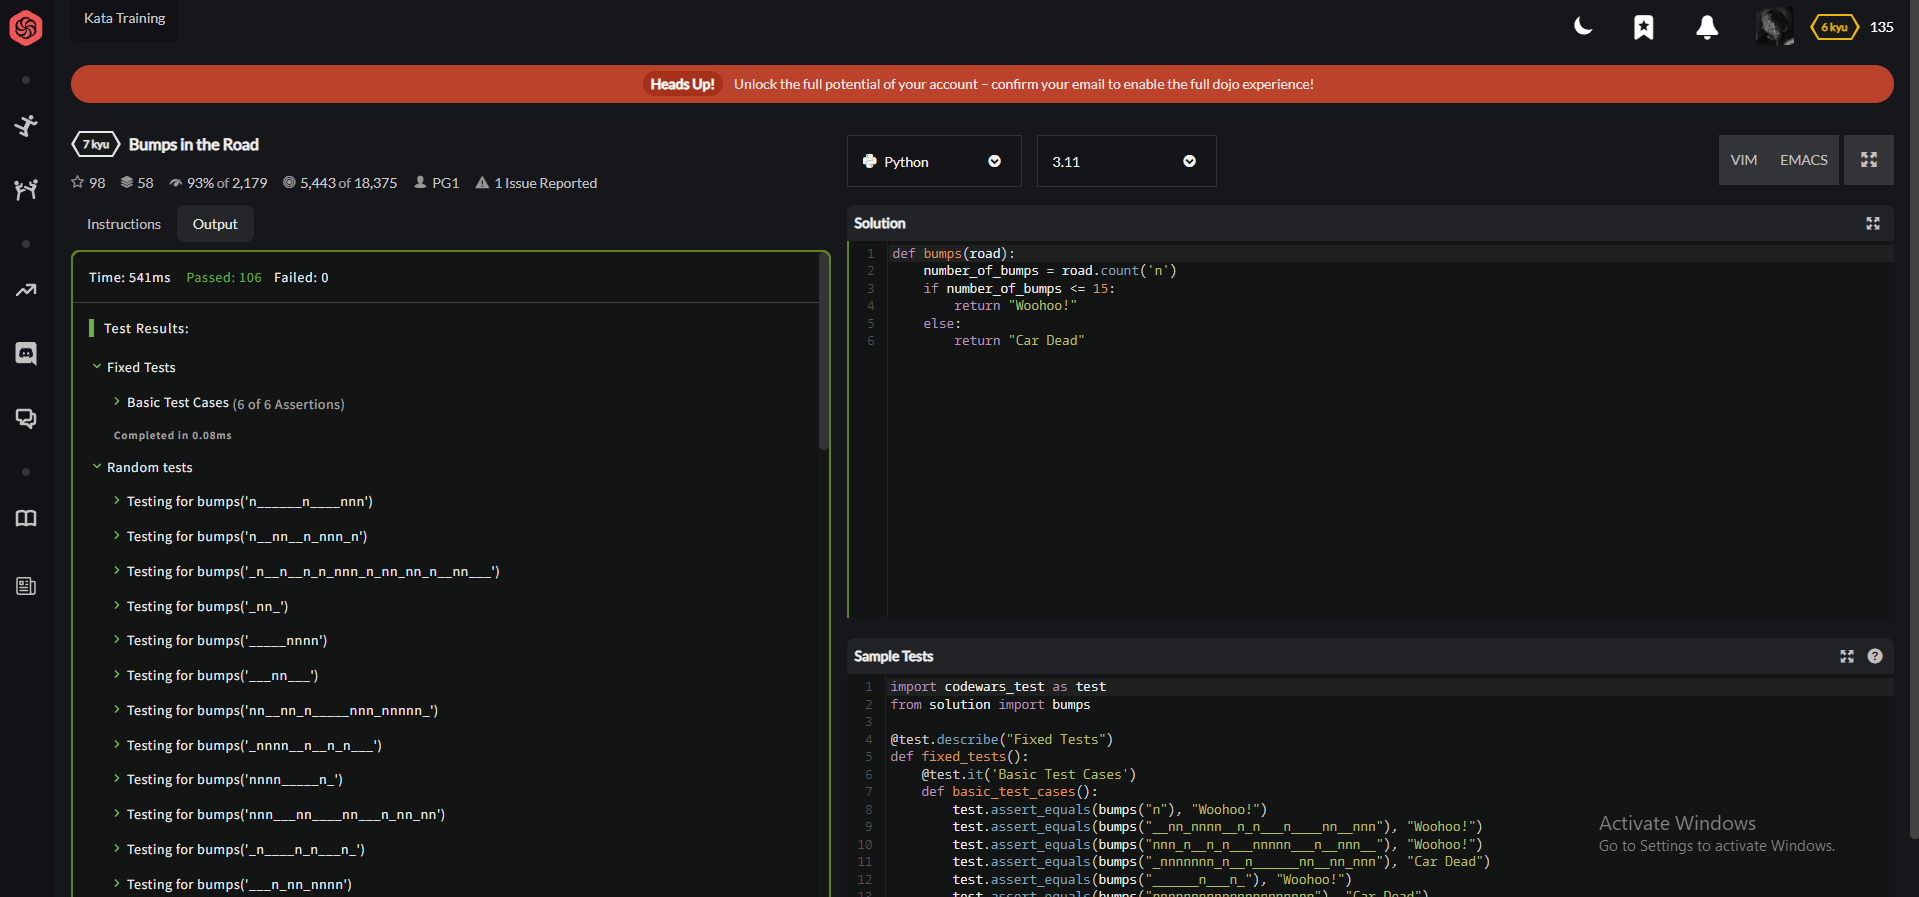 Kata Training
6 kyu 135
Heads Up! Unlock the full potential of your account – confirm your email to enable the full dojo experience!
7 kyu Bumps in the Road
98 58 93% of 2,179 5,443 of 18,375 PG1 1 Issue Reported
Instructions Output
Time: 541ms Passed: 106 Failed: 0
Test Results:
Fixed Tests
Basic Test Cases (6 of 6 Assertions)
Completed in 0.08ms
Random tests
Testing for bumps('n______n____nnn')
Testing for bumps('n__nn__n_nnn_n')
Testing for bumps('_n__n__n_n_nnn_n_nn_nn_n__nn___')
Testing for bumps('_nn_')
Testing for bumps('_____nnnn')
Testing for bumps('___nn___')
Testing for bumps('nn__nn_n_____nnn_nnnnn_')
Testing for bumps('_nnnn__n__n_n___')
Testing for bumps('nnnn_____n_')
Testing for bumps('nnn___nn____nn___n_nn_nn')
Testing for bumps('_n____n_n___n_')
Testing for bumps('___n_nn_nnnn')
Python 3.11 VIM EMACS
Solution
1 def bumps(road):
2 number_of_bumps = road.count('n')
3 if number_of_bumps <= 15:
4 return "Woohoo!"
5 else:
6 return "Car Dead"
Sample Tests
1 import codewars_test as test
2 from solution import bumps
3
4 @test.describe("Fixed Tests")
5 def fixed_tests():
6 @test.it('Basic Test Cases')
7 def basic_test_cases():
8 test.assert_equals(bumps("n"), "Woohoo!")
9 test.assert_equals(bumps("__nn_nnnn__n_n___n____nn__nnn"), "Woohoo!")
10 test.assert_equals(bumps("nnn_n__n_n___nnnnn___n__nnn__"), "Woohoo!")
11 test.assert_equals(bumps("_nnnnnnn_n__n______nn__nn_nnn"), "Car Dead")
12 test.assert_equals(bumps("______n___n_"), "Woohoo!")
13 test.assert_equals(bumps("nnnnnnnnnnnnnnnnnnnnn"), "Car Dead")
Activate Windows
Go to Settings to activate Windows.